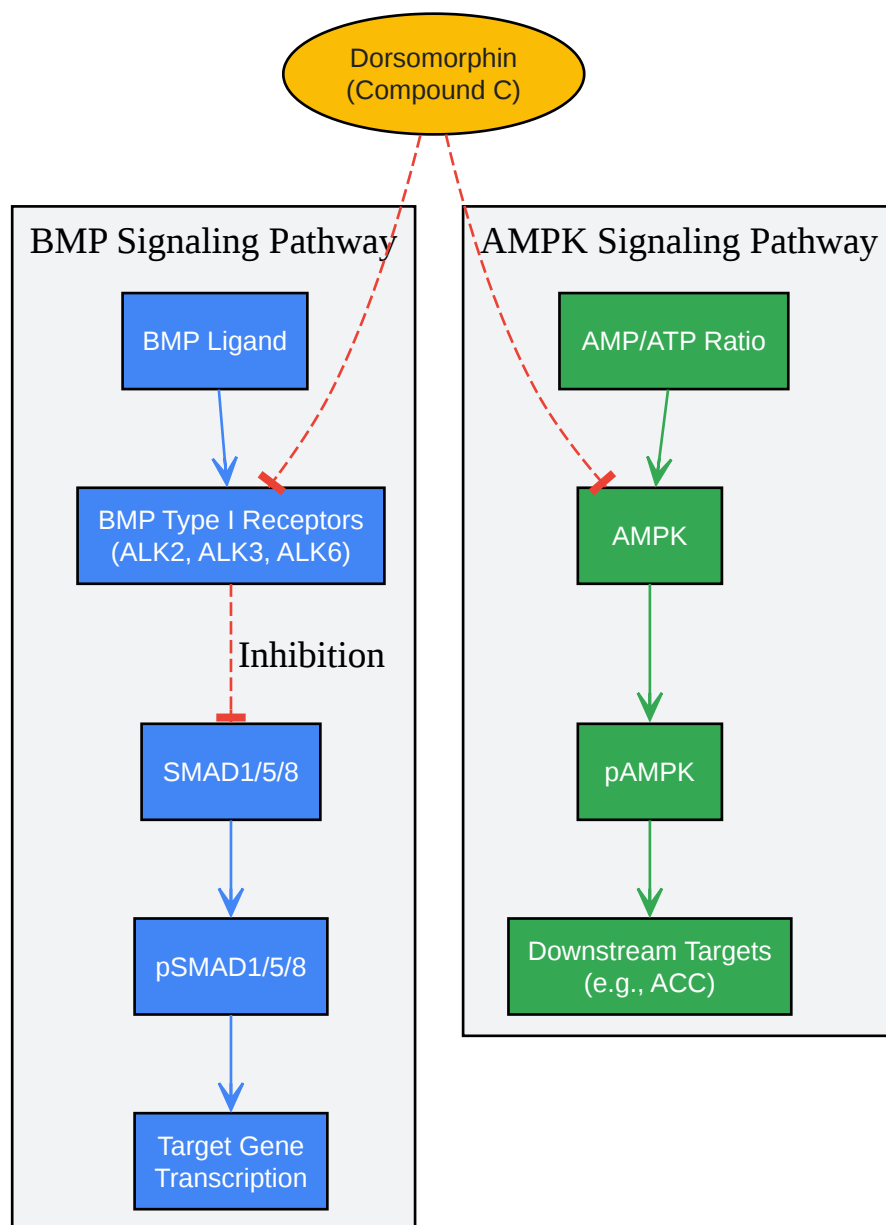 Dorsomorphin
(Compound C)
BMP Signaling Pathway
BMP Ligand
BMP Type I Receptors
(ALK2, ALK3, ALK6)
Inhibition
SMAD1/5/8
pSMAD1/5/8
Target Gene
Transcription
AMPK Signaling Pathway
AMP/ATP Ratio
AMPK
pAMPK
Downstream Targets
(e.g., ACC)